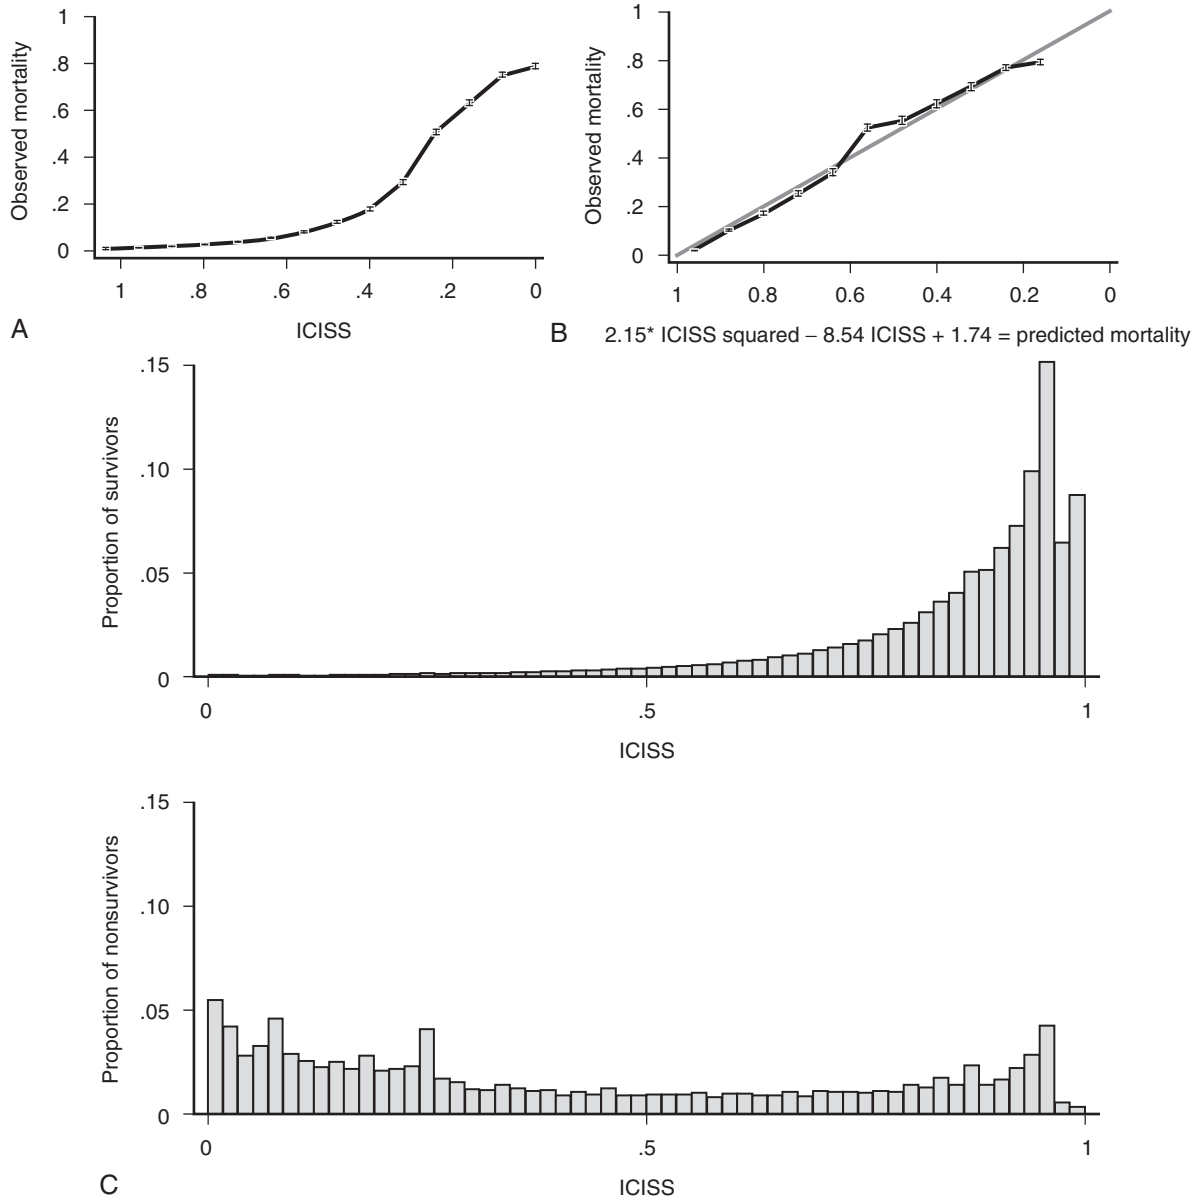 Observed mortality
1
.8
.6
.4
.2
0
1 .8 .6 .4 .2 0
ICISS
A
Observed mortality
1
.8
.6
.4
.2
0
1 0.8 0.6 0.4 0.2 0
2.15* ICISS squared – 8.54 ICISS + 1.74 = predicted mortality
B
Proportion of survivors
.15
.10
.05
0
0 .5 1
ICISS
Proportion of nonsurvivors
.15
.10
.05
0
0 .5 1
ICISS
C